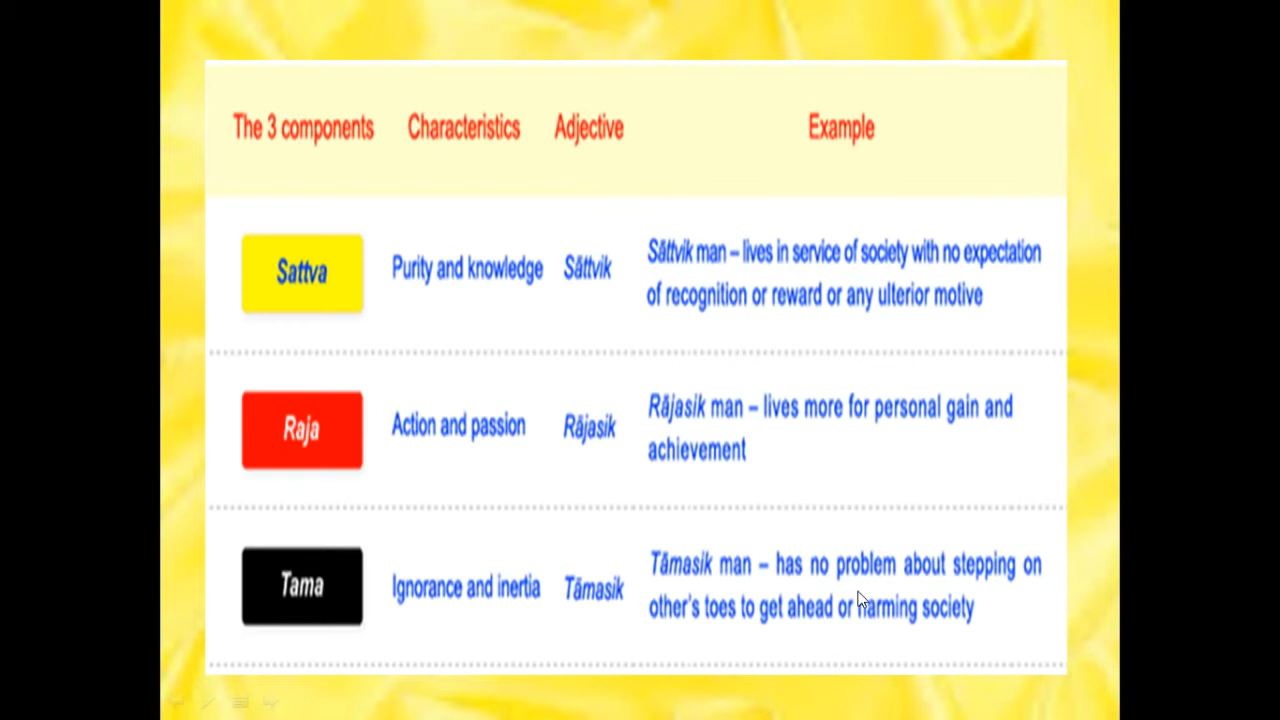 The 3 components Characteristics Adjective Example
Sattva Purity and knowledge Sāttvik Sāttvik man – lives in service of society with no expectation
of recognition or reward or any ulterior motive
Raja Action and passion Rājasik Rājasik man – lives more for personal gain and
achievement
Tama Ignorance and inertia Tāmasik Tāmasik man – has no problem about stepping on
other's toes to get ahead or harming society